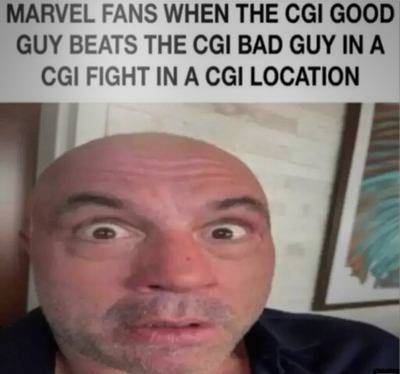 MARVEL FANS WHEN THE CGI GOOD
GUY BEATS THE CGI BAD GUY IN A
CGI FIGHT IN A CGI LOCATION